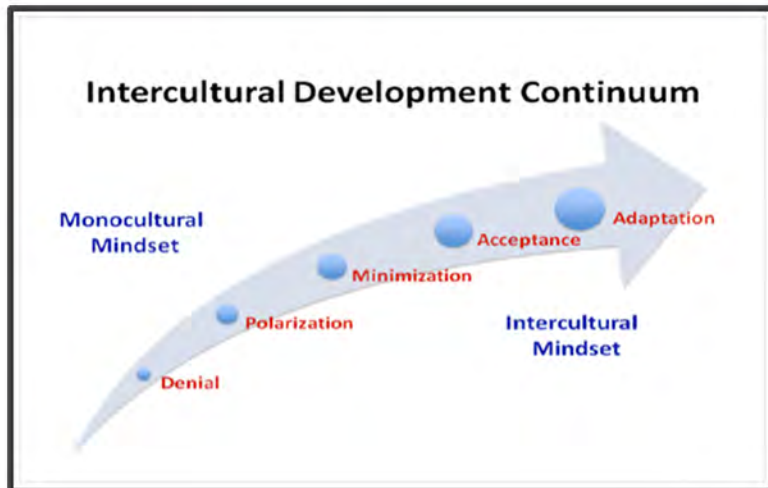 Intercultural Development Continuum
Monocultural
Mindset
Adaptation
Acceptance
Minimization
Polarization
Intercultural
Mindset
Denial